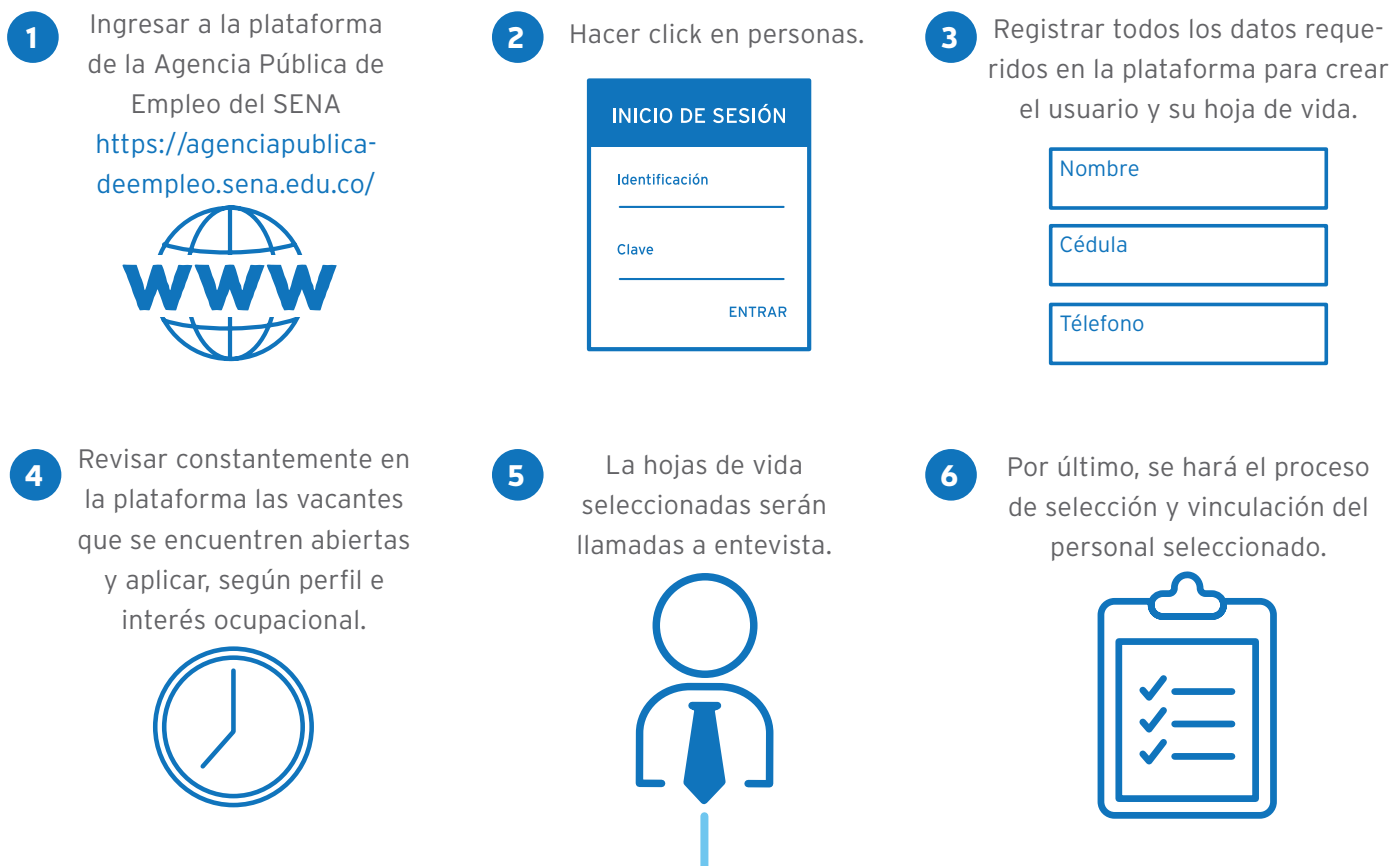 1
Ingresar a la plataforma
de la Agencia Pública de
Empleo del SENA
https://agenciapublica-
deempleo.sena.edu.co/
WWW
2
Hacer click en personas.
INICIO DE SESIÓN
Identificación
Clave
ENTRAR
3
Registrar todos los datos reque-
ridos en la plataforma para crear
el usuario y su hoja de vida.
Nombre
Cédula
Télefono
4
Revisar constantemente en
la plataforma las vacantes
que se encuentren abiertas
y aplicar, según perfil e
interés ocupacional.
5
La hojas de vida
seleccionadas serán
llamadas a entevista.
6
Por último, se hará el proceso
de selección y vinculación del
personal seleccionado.